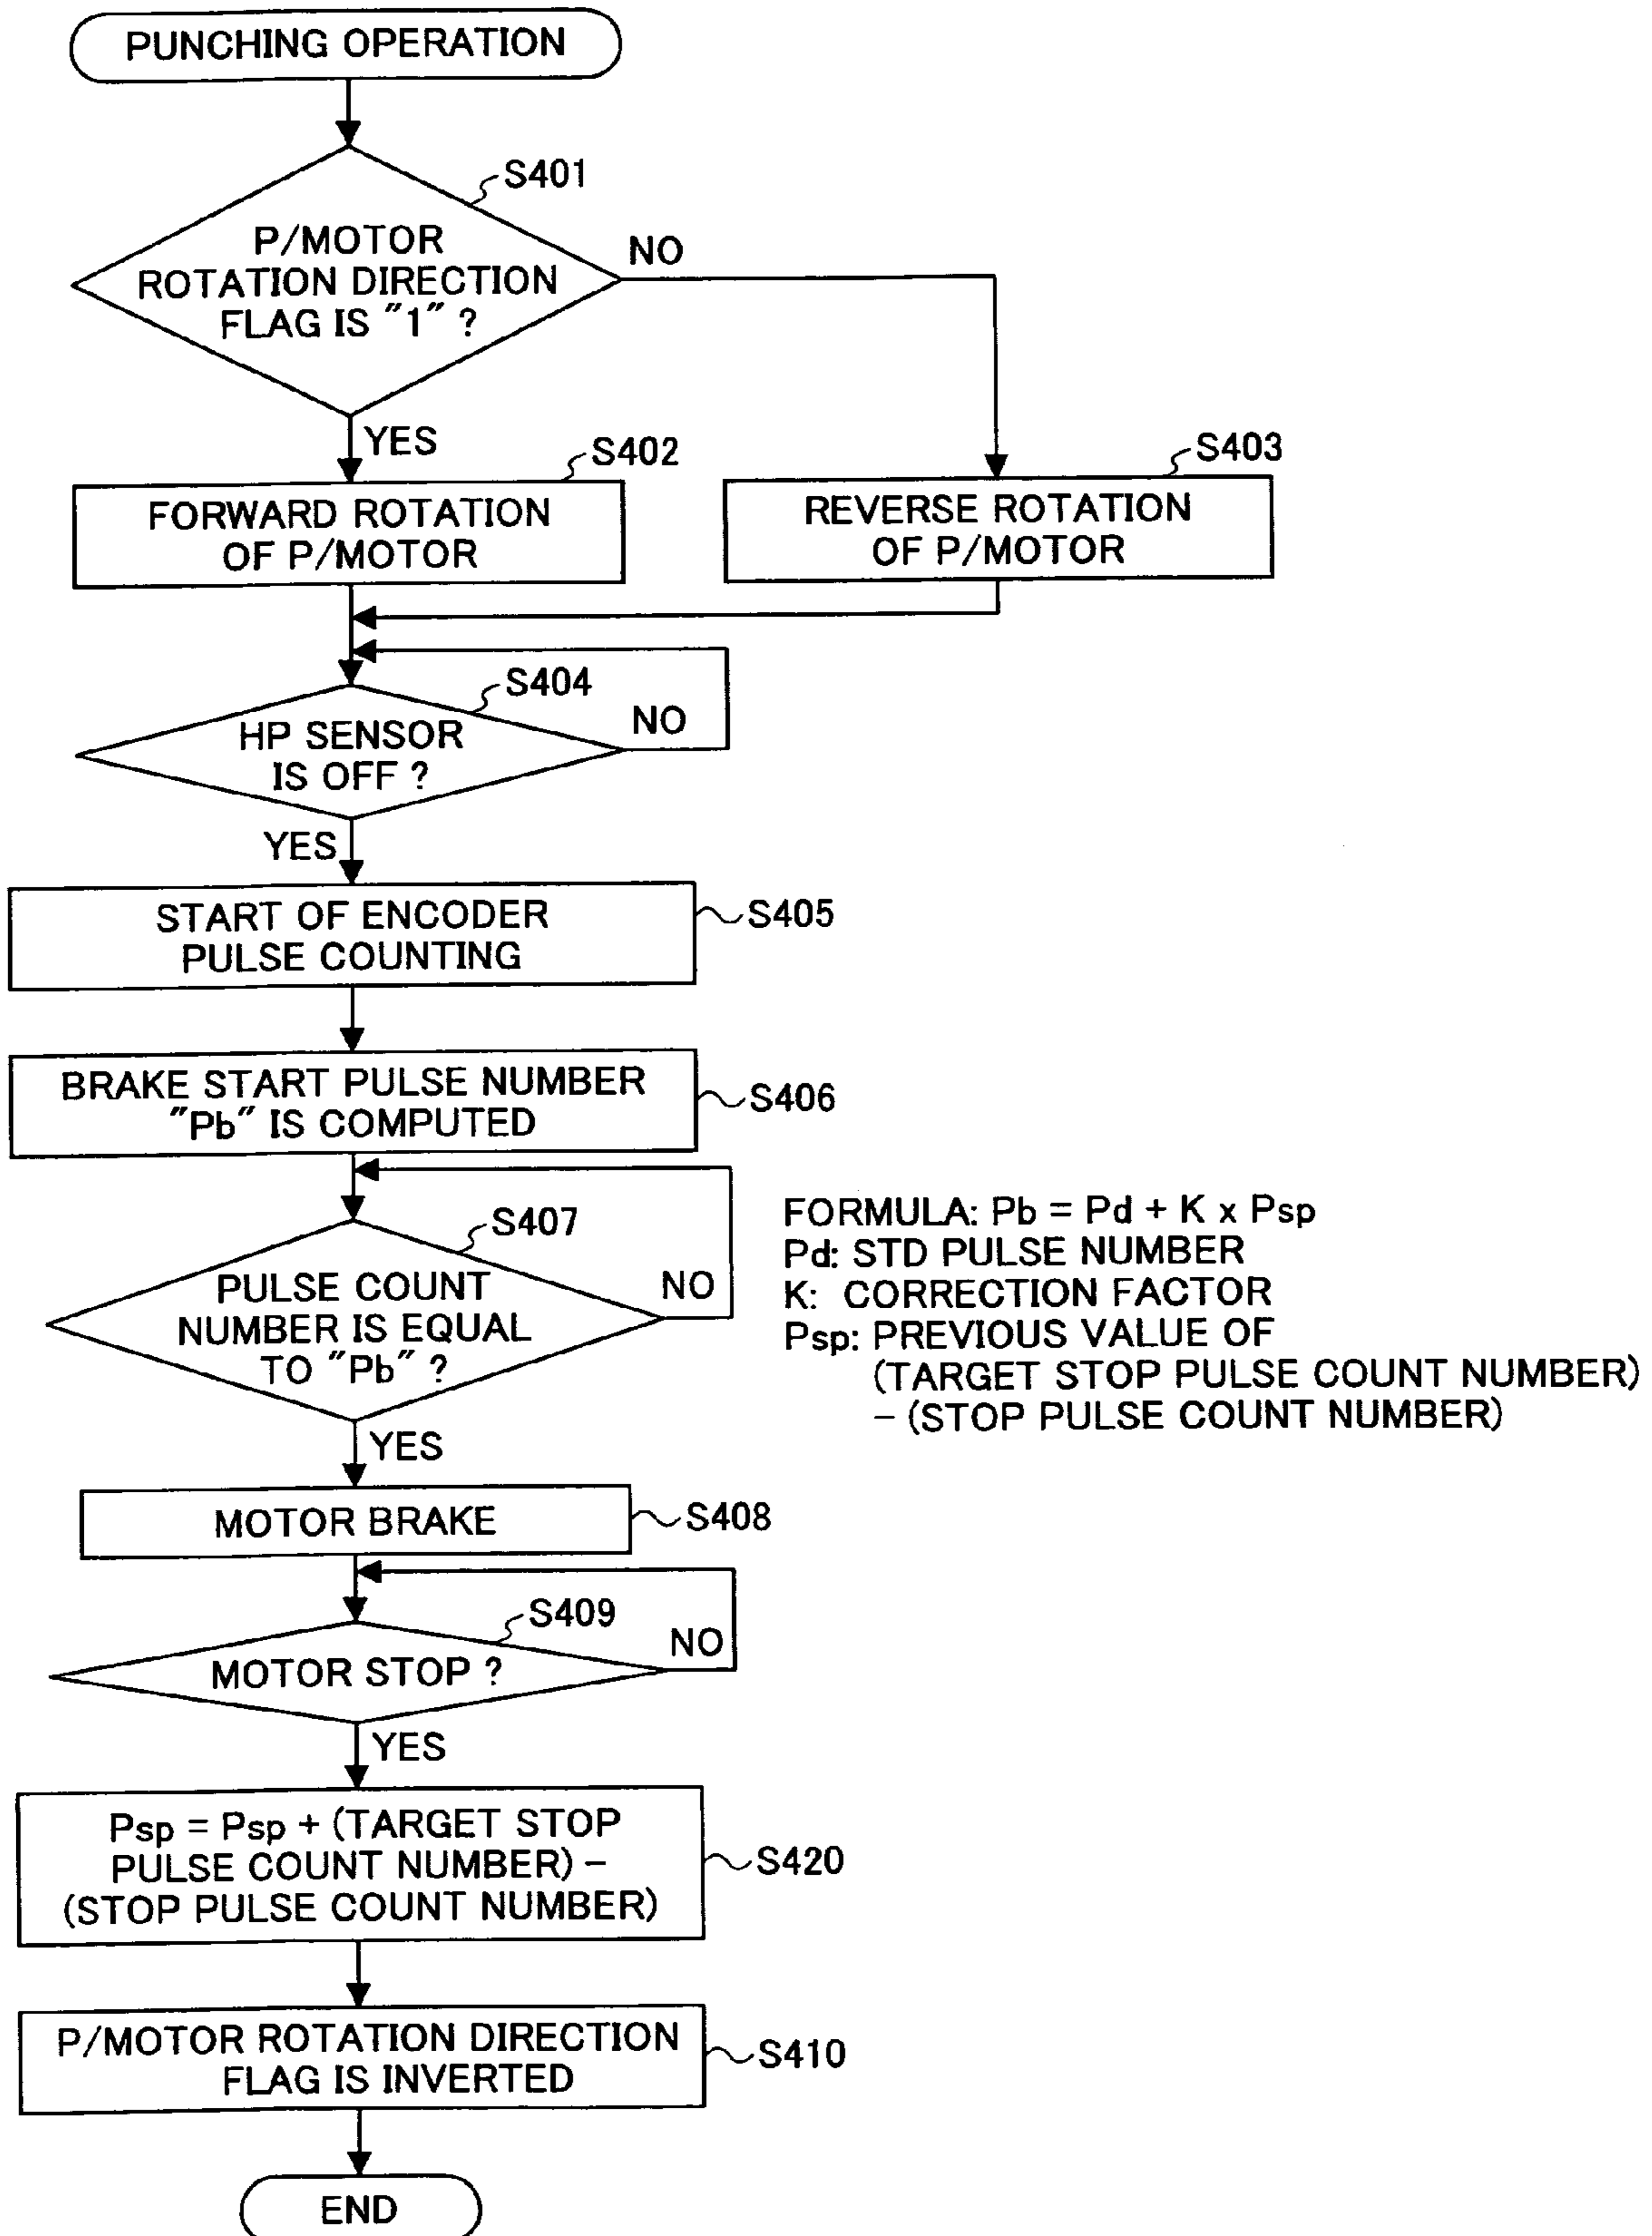 PUNCHING OPERATION
S401
P/MOTOR
ROTATION DIRECTION
FLAG IS "1" ?
NO
YES
S402
FORWARD ROTATION
OF P/MOTOR
S403
REVERSE ROTATION
OF P/MOTOR
S404
HP SENSOR
IS OFF ?
NO
YES
START OF ENCODER
PULSE COUNTING
S405
BRAKE START PULSE NUMBER
"Pb" IS COMPUTED
S406
S407
PULSE COUNT
NUMBER IS EQUAL
TO "Pb" ?
NO
FORMULA: Pb = Pd + K x Psp
Pd: STD PULSE NUMBER
K: CORRECTION FACTOR
Psp: PREVIOUS VALUE OF
(TARGET STOP PULSE COUNT NUMBER)
- (STOP PULSE COUNT NUMBER)
YES
MOTOR BRAKE
S408
S409
MOTOR STOP ?
NO
YES
Psp = Psp + (TARGET STOP
PULSE COUNT NUMBER) -
(STOP PULSE COUNT NUMBER)
S420
P/MOTOR ROTATION DIRECTION
FLAG IS INVERTED
S410
END